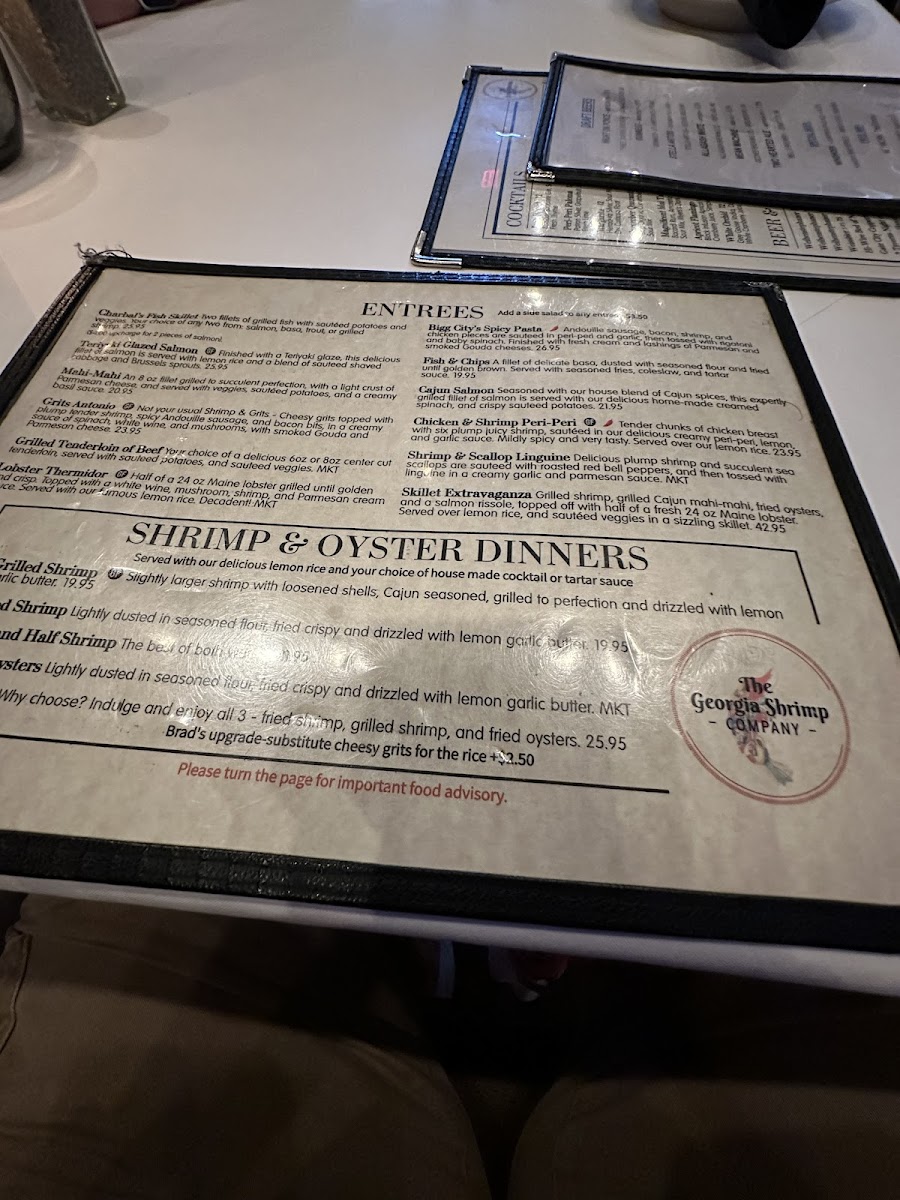 COCKTAILS
BEER &
ENTREES Add a side salad to any entree
Charbal's Fish Skillet Two fillets of grilled fish with sautéed potatoes and
veggies. Your choice of any two from: salmon, basa, trout, or grilled
shrimp. 25.95
upcharge for 2 pieces of salmon)
Teriyaki Glazed Salmon Finished with a Teriyaki glaze, this delicious
fillet of salmon is served with lemon rice and a blend of sauteed shaved
cabbage and Brussels sprouts. 25.95
Mahi-Mahi An 8 oz fillet grilled to succulent perfection, with a light crust of
Parmesan cheese, and served with veggies, sautéed potatoes, and a creamy
basil sauce. 20.95
Grits Antonio GF Not your usual Shrimp & Grits - Cheesy grits topped with
plump tender shrimp, spicy Andouille sausage, and bacon bits, in a creamy
sauce of spinach, white wine, and mushrooms, with smoked Gouda and
Parmesan cheese. 23.95
Grilled Tenderloin of Beef Your choice of a delicious 6oz or 8oz center cut
tenderloin, served with sautéed potatoes, and sauteed veggies. MKT
Lobster Thermidor GF Half of a 24 oz Maine lobster grilled until golden
nd crisp. Topped with a white wine, mushroom, shrimp, and Parmesan cream
ice. Served with our famous lemon rice. Decadent! MKT
Bigg City's Spicy Pasta Andouille sausage, bacon, shrimp, and
chicken pieces are sautéed in peri-peri and garlic, then tossed with rigatoni
and baby spinach. Finished with fresh cream and lashings of Parmesan and
smoked Gouda cheeses. 26.95
Fish & Chips A fillet of delicate basa, dusted with seasoned flour and fried
until golden brown. Served with seasoned fries, coleslaw, and tartar
sauce. 19.95
Cajun Salmon Seasoned with our house blend of Cajun spices, this expertly
grilled fillet of salmon is served with our delicious home-made creamed
spinach, and crispy sauteed potatoes. 21.95
Chicken & Shrimp Peri-Peri GF Tender chunks of chicken breast
with six plump juicy shrimp, sautéed in our delicious creamy peri-peri, lemon,
and garlic sauce. Mildly spicy and very tasty. Served over our lemon rice. 23.95
Shrimp & Scallop Linguine Delicious plump shrimp and succulent sea
scallops are sauteed with roasted red bell peppers, and then tossed with
linguine in a creamy garlic and parmesan sauce. MKT
Skillet Extravaganza Grilled shrimp, grilled Cajun mahi-mahi, fried oysters,
and a salmon rissole, topped off with half of a fresh 24 oz Maine lobster.
Served over lemon rice, and sautéed veggies in a sizzling skillet. 42.95
SHRIMP & OYSTER DINNERS
Served with our delicious lemon rice and your choice of house made cocktail or tartar sauce
Grilled Shrimp GF Slightly larger shrimp with loosened shells, Cajun seasoned, grilled to perfection and drizzled with lemon
arlic butter. 19.95
d Shrimp Lightly dusted in seasoned flour, fried crispy and drizzled with lemon garlic butter. 19.95
nd Half Shrimp The best of both
ysters Lightly dusted in seasoned flour, fried crispy and drizzled with lemon garlic butter. MKT
Why choose? Indulge and enjoy all 3 - fried shrimp, grilled shrimp, and fried oysters. 25.95
Brad's upgrade-substitute cheesy grits for the rice +$2.50
Please turn the page for important food advisory.
The
Georgia Shrimp
- COMPANY -